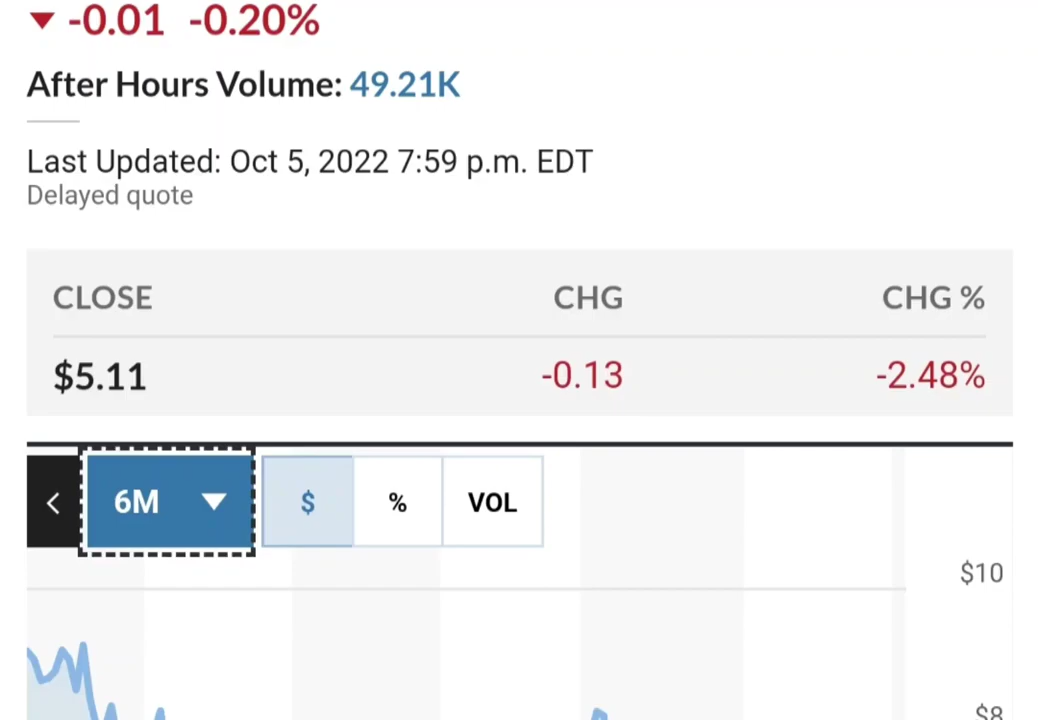 -0.01 -0.20%
After Hours Volume: 49.21K
Last Updated: Oct 5, 2022 7:59 p.m. EDT
Delayed quote
CLOSE CHG CHG %
$5.11 -0.13 -2.48%
6M $ % VOL
$10
$8